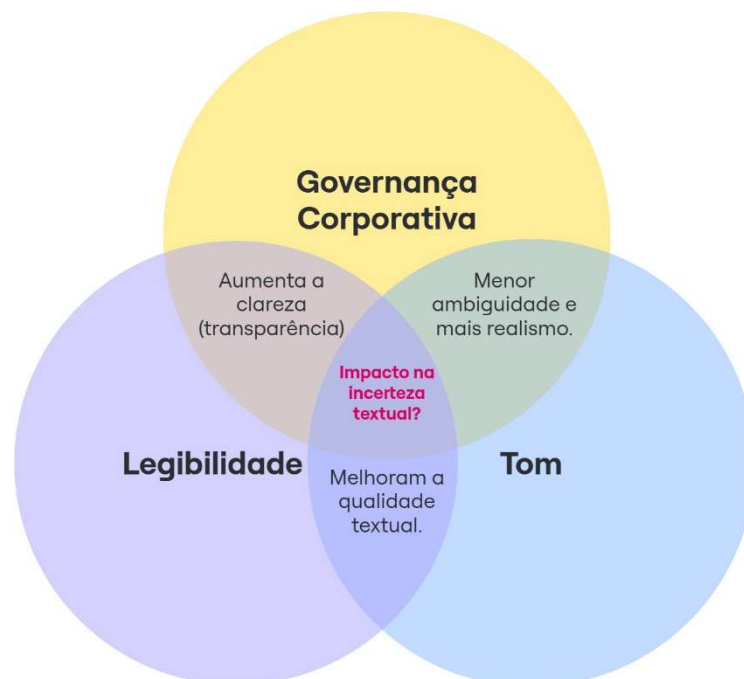 Governança
Corporativa
Aumenta a
clareza
(transparência)
Menor
ambiguidade e
mais realismo.
Impacto na
incerteza
textual?
Legibilidade
Tom
Melhoram a
qualidade
textual.